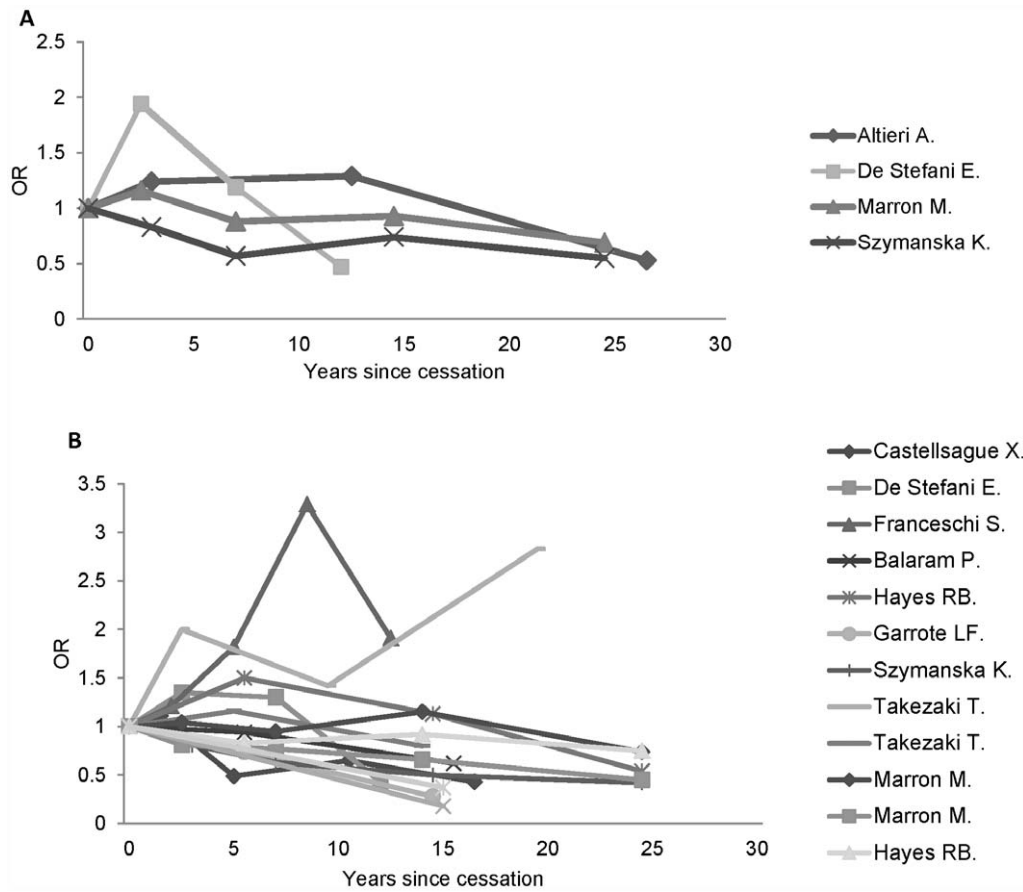 A
2.5
2
1.5
1
0.5
0
OR
0
5
10
15
20
25
30
Years since cessation
Altieri A.
De Stefani E.
Marron M.
Szymanska K.
B
3.5
3
2.5
2
1.5
1
0.5
0
OR
0
5
10
15
20
25
30
Years since cessation
Castellsague X.
De Stefani E.
Franceschi S.
Balaram P.
Hayes RB.
Garrote LF.
Szymanska K.
Takezaki T.
Takezaki T.
Marron M.
Marron M.
Hayes RB.